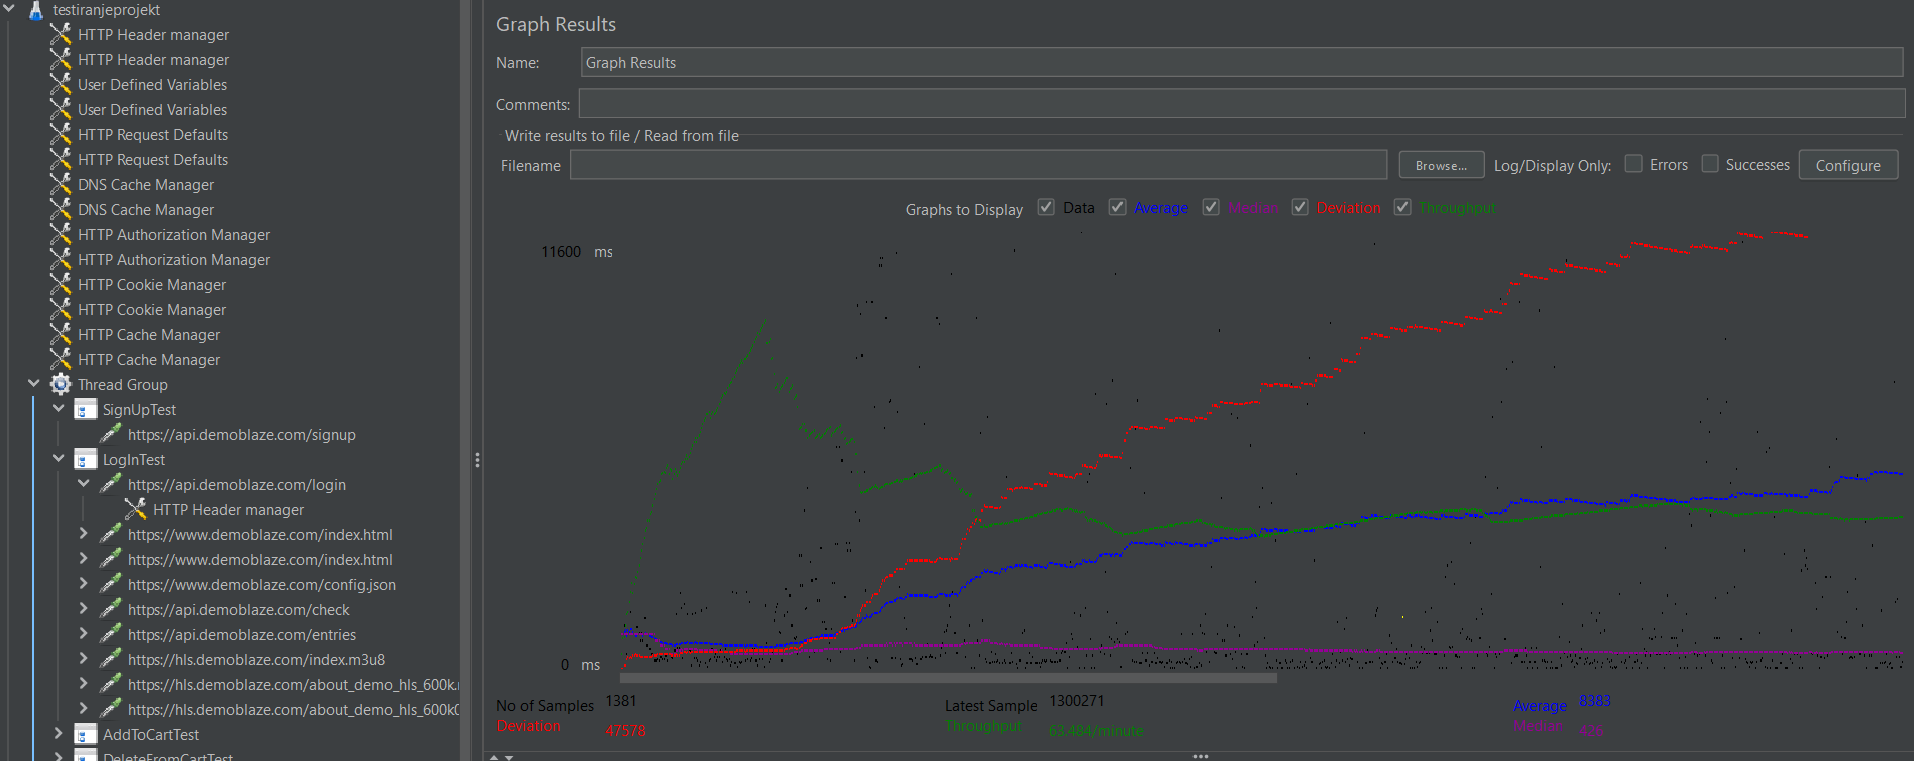 testiranjeprojekt
HTTP Header manager
HTTP Header manager
User Defined Variables
User Defined Variables
HTTP Request Defaults
HTTP Request Defaults
DNS Cache Manager
DNS Cache Manager
HTTP Authorization Manager
HTTP Authorization Manager
HTTP Cookie Manager
HTTP Cookie Manager
HTTP Cache Manager
HTTP Cache Manager
Thread Group
SignUpTest
https://api.demoblaze.com/signup
LogInTest
https://api.demoblaze.com/login
HTTP Header manager
https://www.demoblaze.com/index.html
https://www.demoblaze.com/index.html
https://www.demoblaze.com/config.json
https://api.demoblaze.com/check
https://api.demoblaze.com/entries
https://hls.demoblaze.com/index.m3u8
https://hls.demoblaze.com/about_demo_hls_600k.
https://hls.demoblaze.com/about_demo_hls_600k0
AddToCartTest
DeleteFromCartTest
Graph Results
Name: Graph Results
Comments:
Write results to file / Read from file
Filename Browse... Log/Display Only: Errors Successes Configure
Graphs to Display Data Average Median Deviation Throughput
11600 ms
0 ms
No of Samples 1381 Latest Sample 1300271 Average 8383
Deviation 47578 Throughput 63.484/minute Median